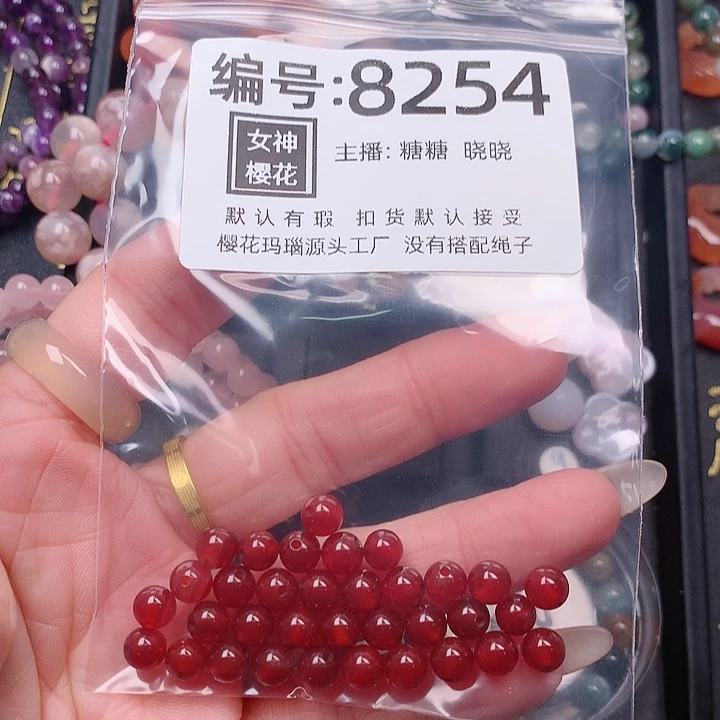 编号:8254
女神
樱花
主播: 糖糖 晓晓
默认有瑕 扣货默认接受
樱花玛瑙源头工厂 没有搭配绳子